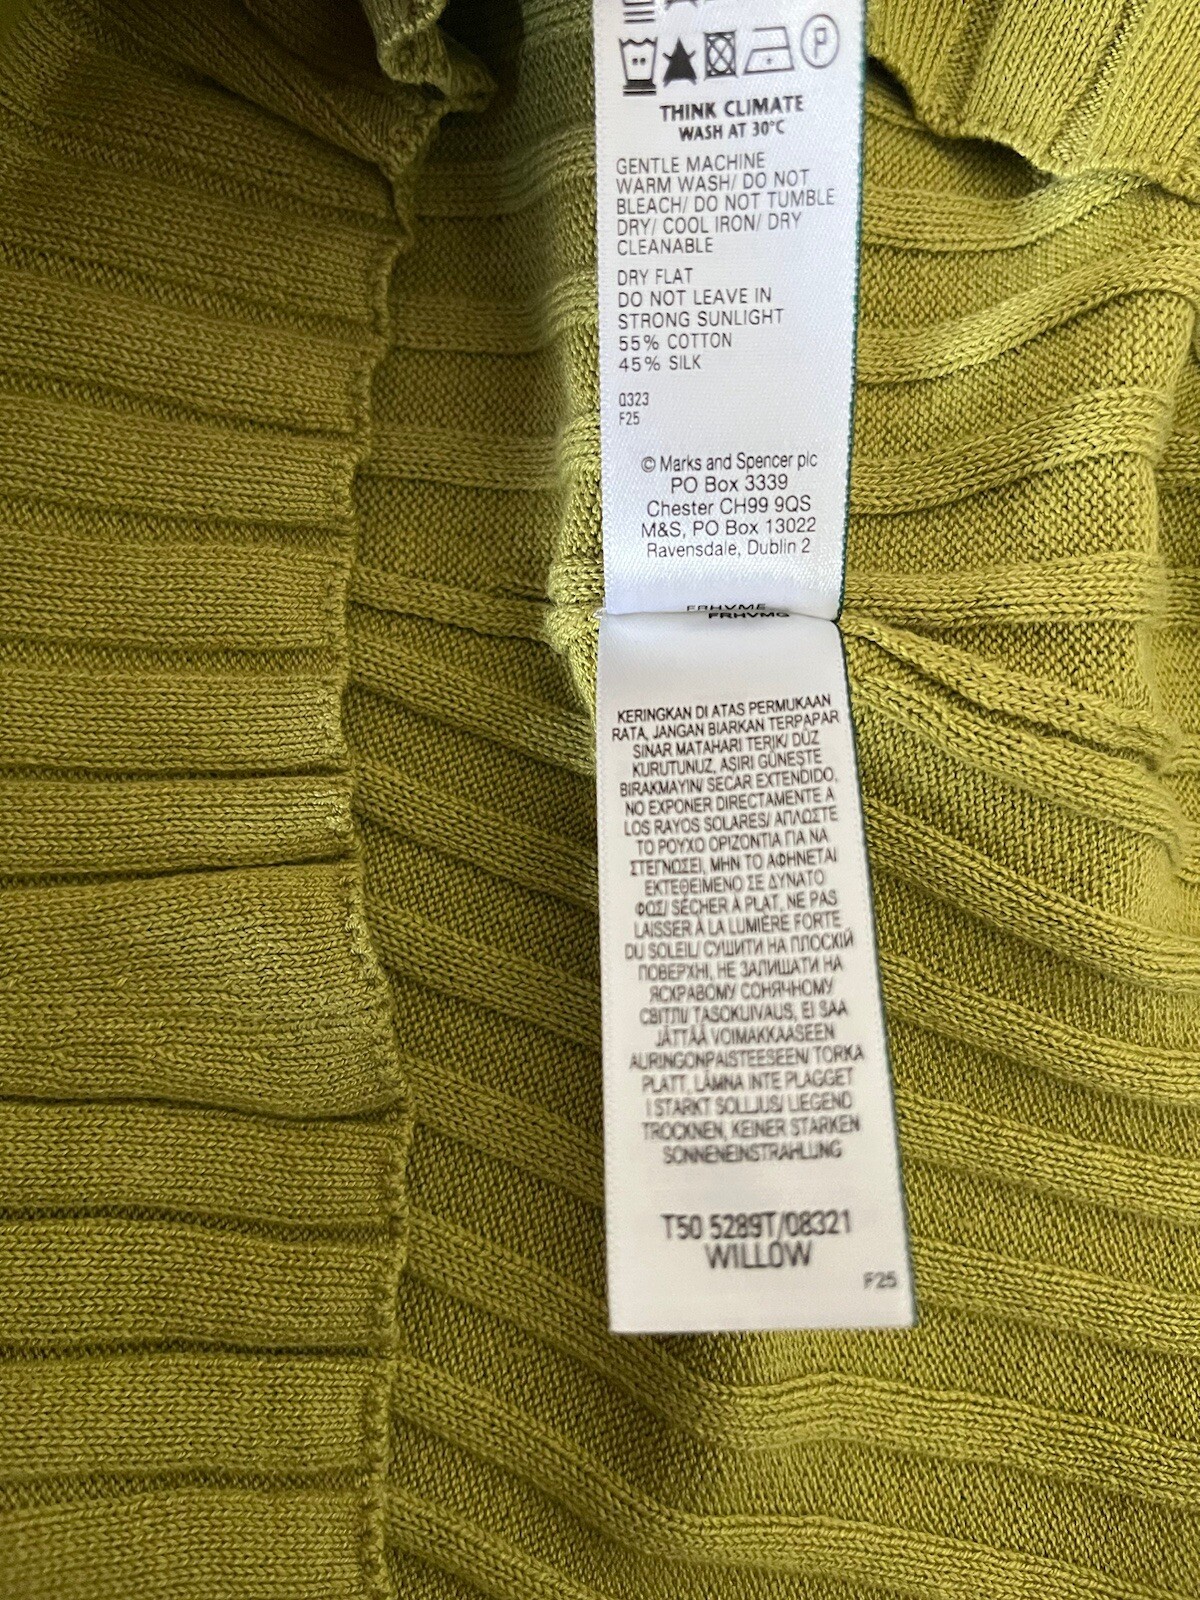 P
THINK CLIMATE
WASH AT 30°C
GENTLE MACHINE
WARM WASH/ DO NOT
BLEACH/ DO NOT TUMBLE
DRY/ COOL IRON/ DRY
CLEANABLE
DRY FLAT
DO NOT LEAVE IN
STRONG SUNLIGHT
55% COTTON
45% SILK
Q323
F25
© Marks and Spencer plc
PO Box 3339
Chester CH99 9QS
M&S, PO Box 13022
Ravensdale, Dublin 2
FRHVME
FRHVMG
KERINGKAN DI ATAS PERMUKAAN
RATA, JANGAN BIARKAN TERPAPAR
SINAR MATAHARI TERIK/ DÜZ
KURUTUNUZ, AŞIRI GÜNEŞTE
BIRAKMAYIN/ SECAR EXTENDIDO,
NO EXPONER DIRECTAMENTE A
LOS RAYOS SOLARES/ ΑΠΛΩΣΤΕ
ΤΟ ΡΟΥΧΟ ΟΡΙΖΟΝΤΙΑ ΓΙΑ ΝΑ
ΣΤΕΓΝΩΣΕΙ, ΜΗΝ ΤΟ ΑΦΗΝΕΤΑΙ
ΕΚΤΕΘΕΙΜΕΝΟ ΣΕ ΔΥΝΑΤΟ
ΦΩΣ/ SÉCHER À PLAT, NE PAS
LAISSER À LA LUMIÈRE FORTE
DU SOLEIL/ СУШИТИ НА ПЛОСКІЙ
ПОВЕРХНІ, НЕ ЗАЛИШАТИ НА
ЯСКРАВОМУ СОНЯЧНОМУ
СВІТЛІ/ TASOKUIVAUS, EI SAA
JÄTTÄÄ VOIMAKKAASEEN
AURINGONPAISTEESEEN/ TORKA
PLATT, LÄMNA INTE PLAGGET
I STARKT SOLLJUS/ LIEGEND
TROCKNEN, KEINER STARKEN
SONNENEINSTRAHLUNG
T50 5289T/08321
WILLOW
F25